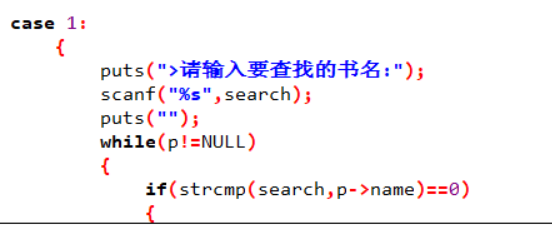 case 1:
{
puts(">请输入要查找的书名:");
scanf("%s",search);
puts("");
while(p!=NULL)
{
if(strcmp(search,p->name)==0)
{